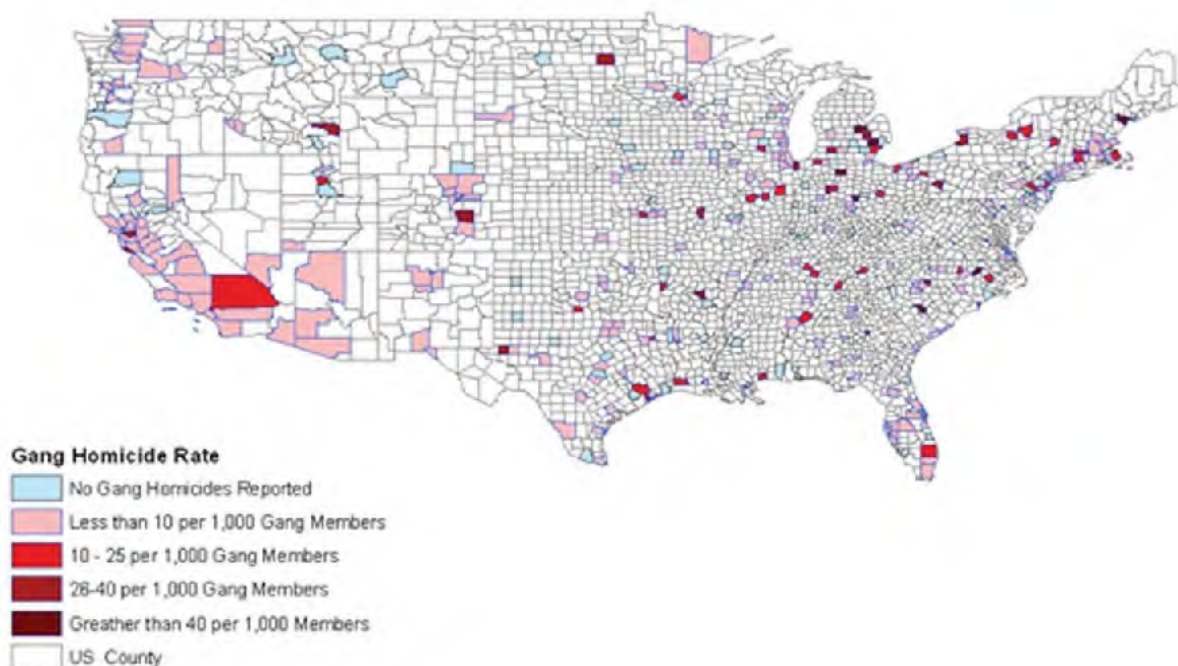 Gang Homicide Rate
No Gang Homicides Reported
Less than 10 per 1,000 Gang Members
10 - 25 per 1,000 Gang Members
26-40 per 1,000 Gang Members
Greather than 40 per 1,000 Members
US County